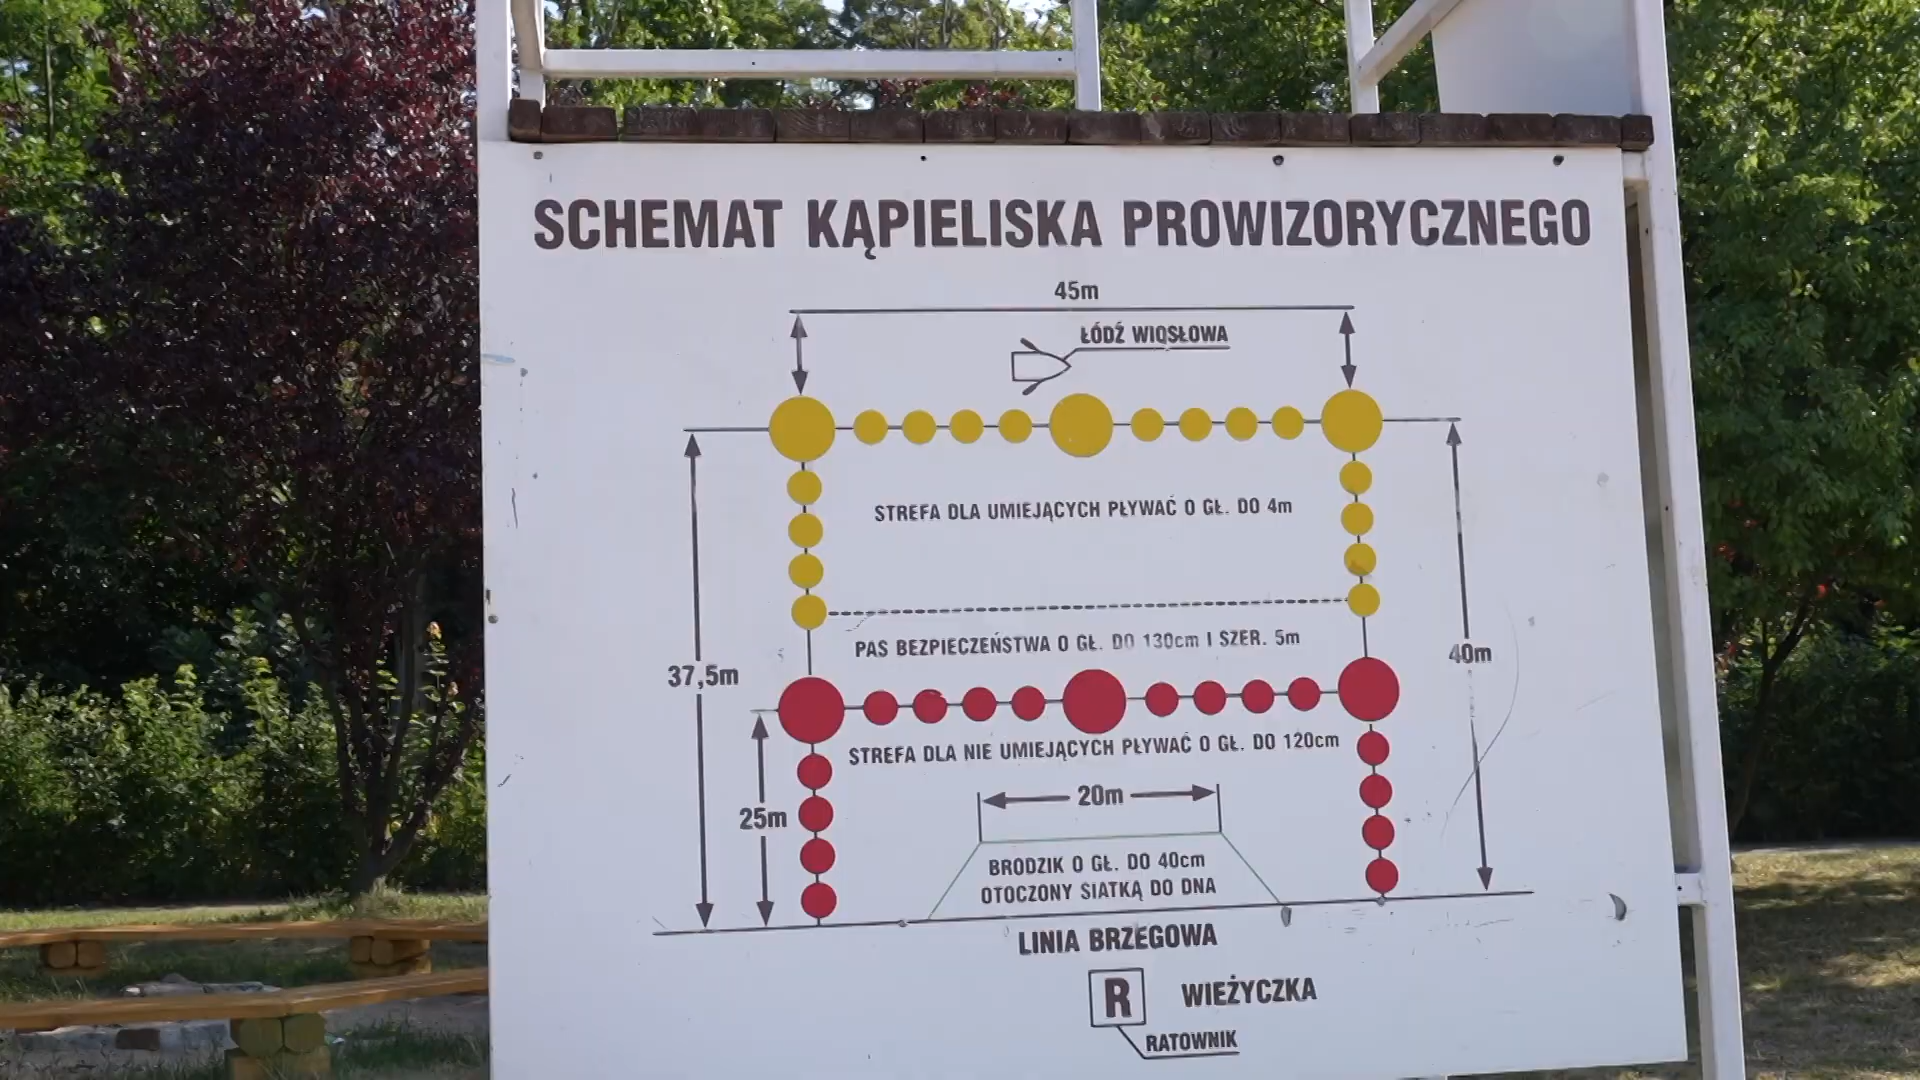 SCHEMAT KĄPIELISKA PROWIZORYCZNEGO
45m
ŁÓDŹ WIOSŁOWA
STREFA DLA UMIEJĄCYCH PŁYWAĆ O GŁ. DO 4m
PAS BEZPIECZEŃSTWA O GŁ. DO 130cm I SZER. 5m
37,5m
40m
STREFA DLA NIE UMIEJĄCYCH PŁYWAĆ O GŁ. DO 120cm
20m
25m
BRODZIK O GŁ. DO 40cm
OTOCZONY SIATKĄ DO DNA
LINIA BRZEGOWA
R WIEŻYCZKA
RATOWNIK